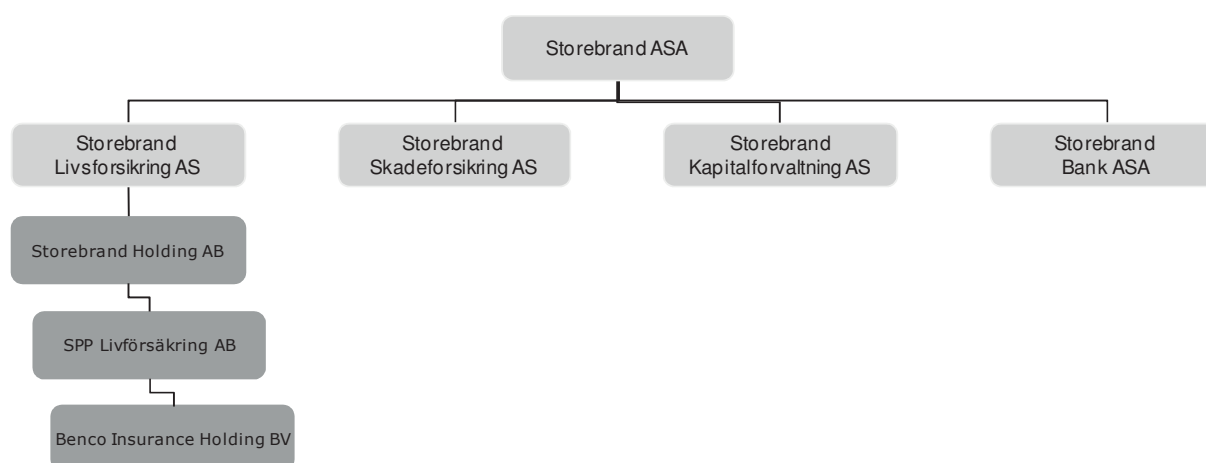 Storebrand ASA
Storebrand
Livsforsikring AS
Storebrand
Skadeforsikring AS
Storebrand
Kapitalforvaltning AS
Storebrand
Bank ASA
Storebrand Holding AB
SPP Livförsäkring AB
Benco Insurance Holding BV